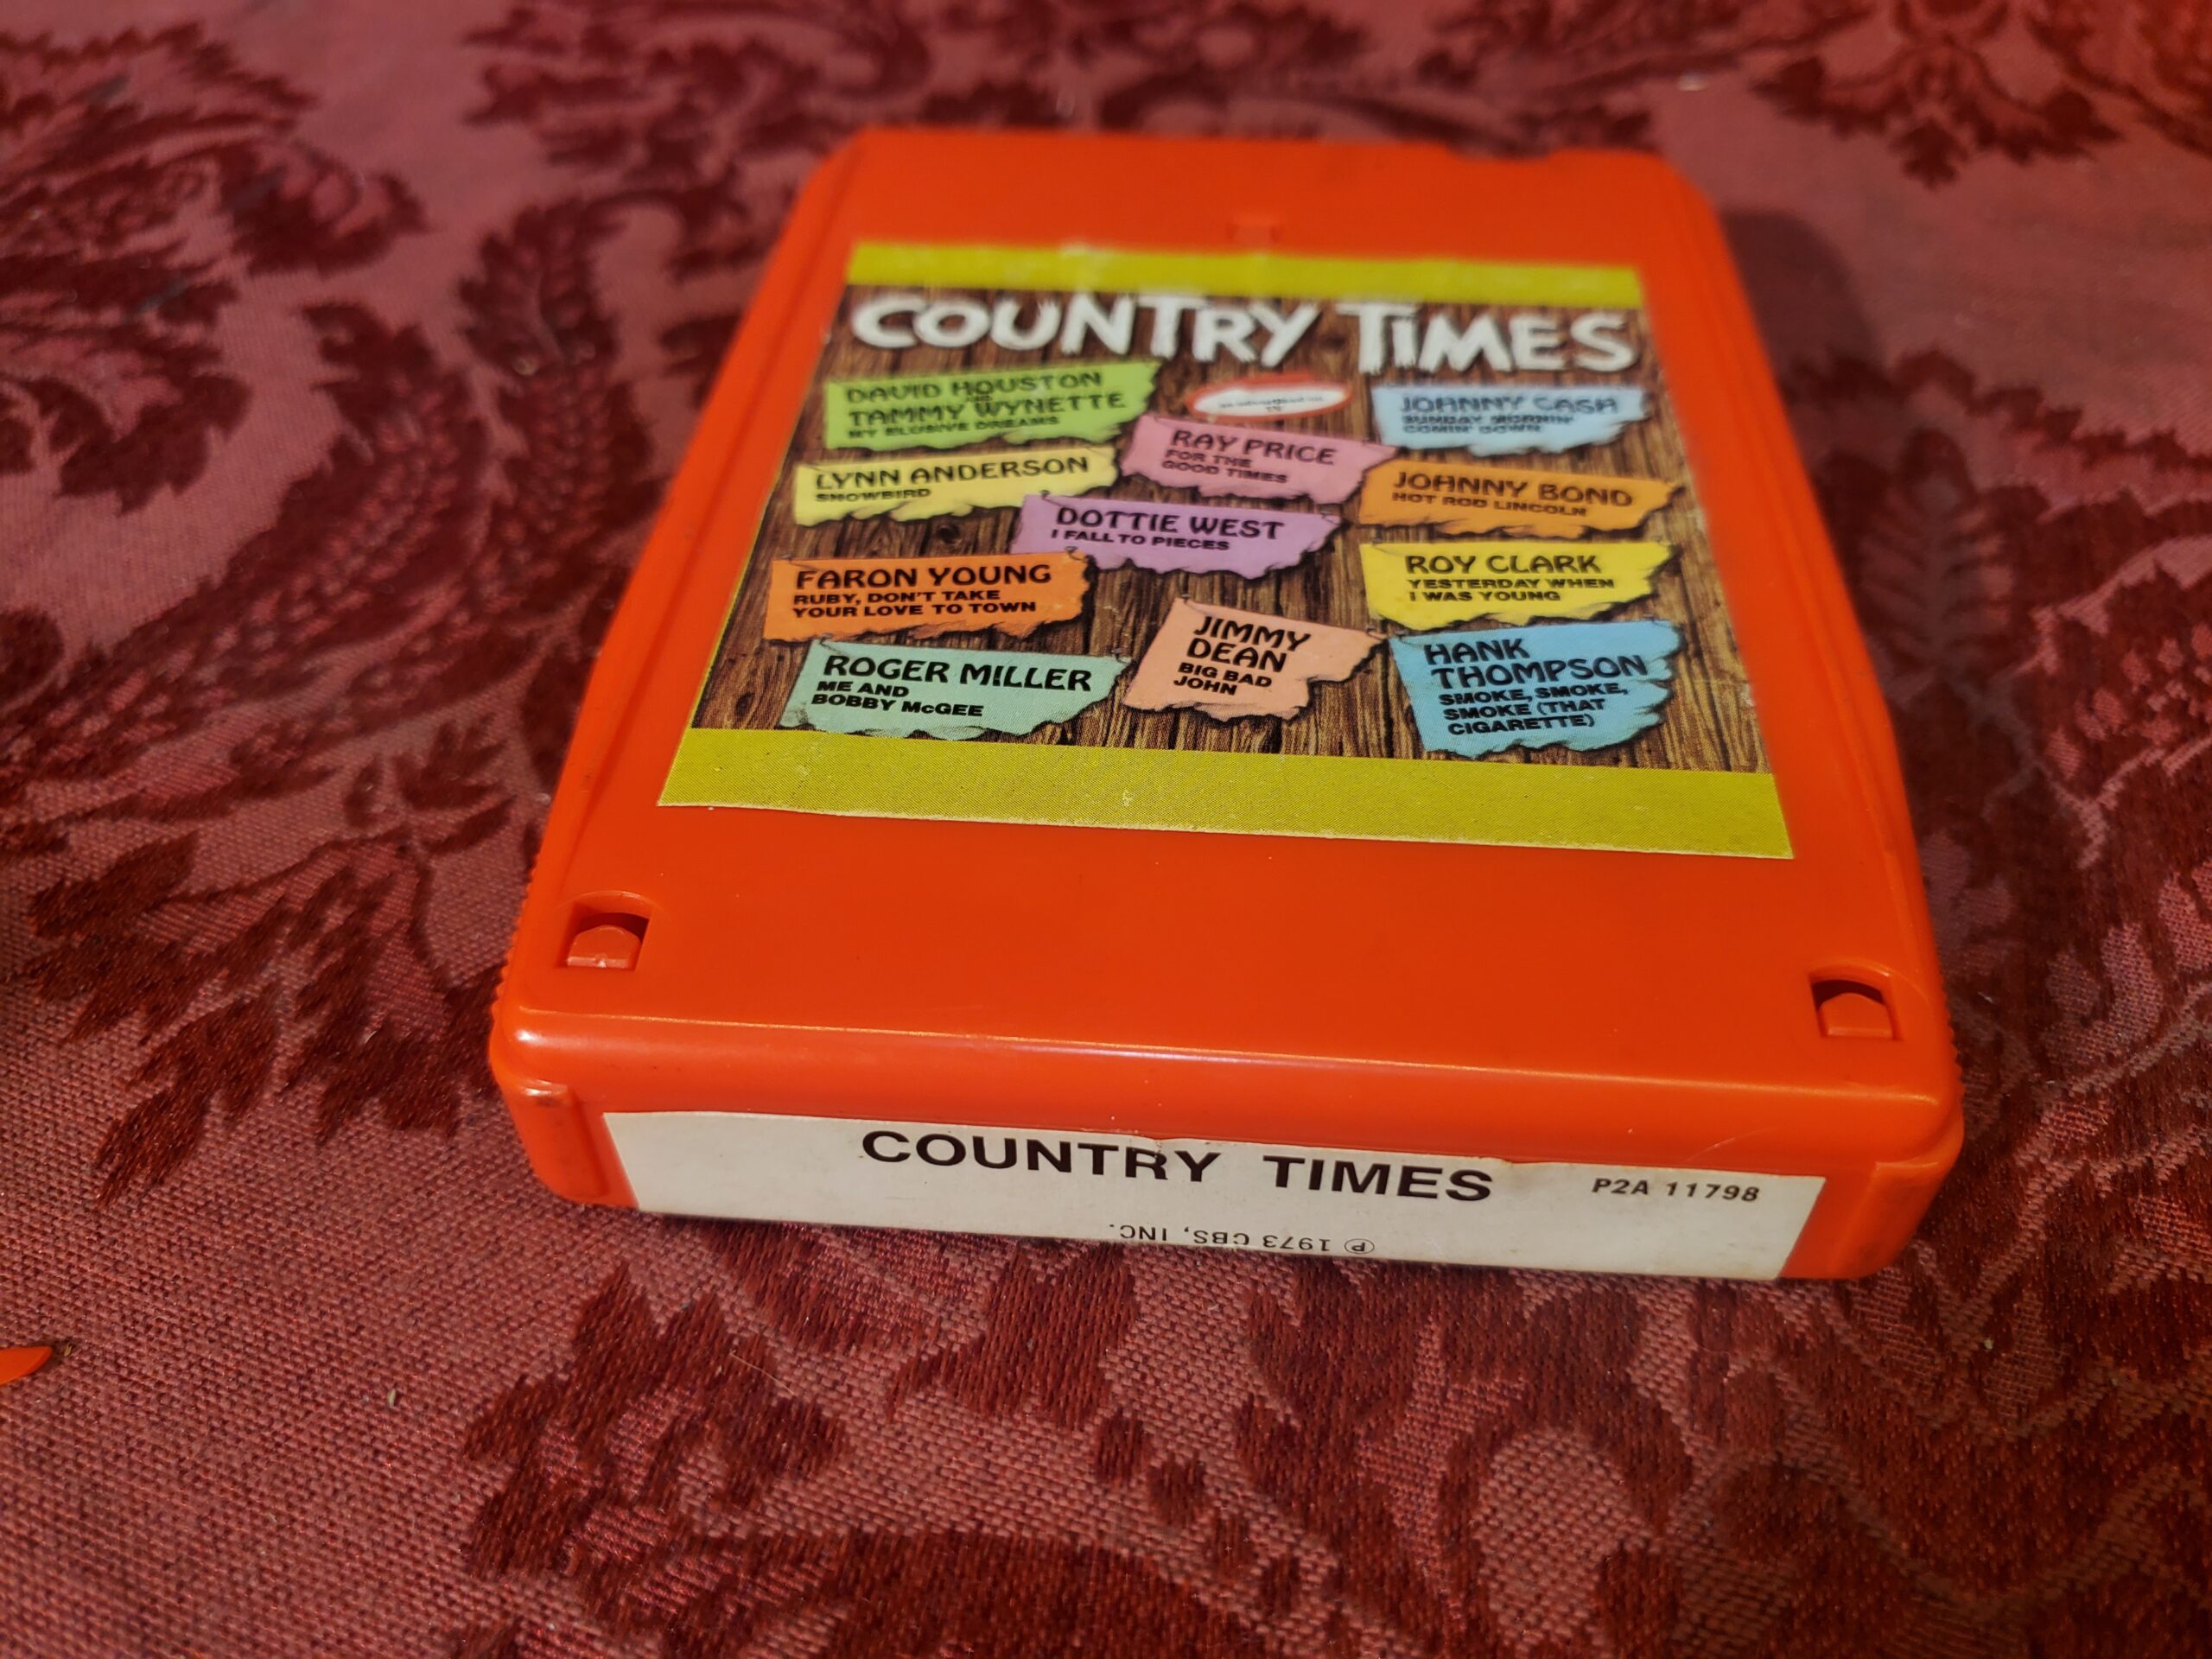 COUNTRY TIMES
DAVID HOUSTON
AND
TAMMY WYNETTE
MY ELUSIVE DREAMS
JOHNNY CASH
SUNDAY MORNIN'
COMIN' DOWN
RAY PRICE
FOR THE
GOOD TIMES
LYNN ANDERSON
SNOWBIRD
JOHNNY BOND
HOT ROD LINCOLN
DOTTIE WEST
I FALL TO PIECES
FARON YOUNG
RUBY, DON'T TAKE
YOUR LOVE TO TOWN
ROY CLARK
YESTERDAY WHEN
I WAS YOUNG
JIMMY
DEAN
BIG BAD
JOHN
ROGER MILLER
ME AND
BOBBY McGEE
HANK
THOMPSON
SMOKE, SMOKE,
SMOKE (THAT
CIGARETTE)
COUNTRY TIMES P2A 11798
℗ 1973 CBS, INC.